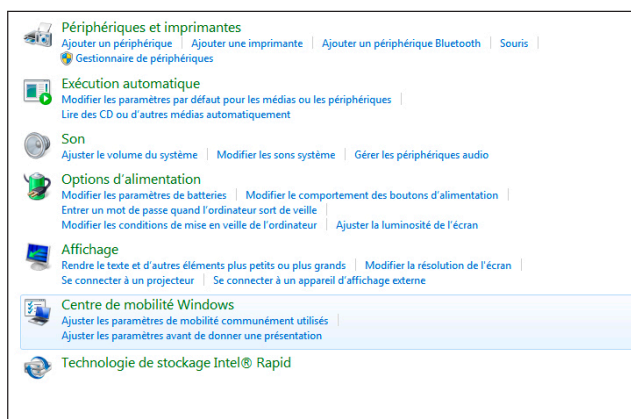 Périphériques et imprimantes
Ajouter un périphérique | Ajouter une imprimante | Ajouter un périphérique Bluetooth | Souris |
Gestionnaire de périphériques
Exécution automatique
Modifier les paramètres par défaut pour les médias ou les périphériques |
Lire des CD ou d'autres médias automatiquement
Son
Ajuster le volume du système | Modifier les sons système | Gérer les périphériques audio
Options d'alimentation
Modifier les paramètres de batteries | Modifier le comportement des boutons d'alimentation |
Entrer un mot de passe quand l'ordinateur sort de veille |
Modifier les conditions de mise en veille de l'ordinateur | Ajuster la luminosité de l'écran
Affichage
Rendre le texte et d'autres éléments plus petits ou plus grands | Modifier la résolution de l'écran |
Se connecter à un projecteur | Se connecter à un appareil d'affichage externe
Centre de mobilité Windows
Ajuster les paramètres de mobilité communément utilisés |
Ajuster les paramètres avant de donner une présentation
Technologie de stockage Intel® Rapid